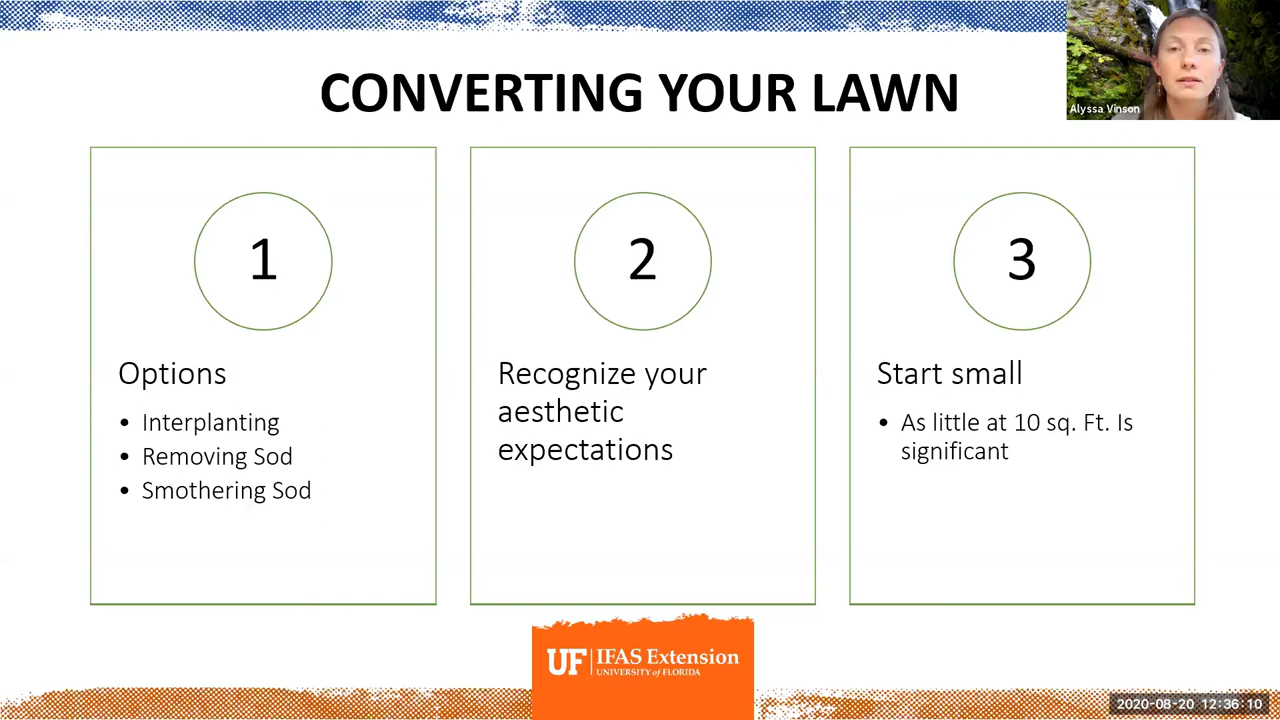 CONVERTING YOUR LAWN
Alyssa Vinson
1
Options
• Interplanting
• Removing Sod
• Smothering Sod
2
Recognize your
aesthetic
expectations
3
Start small
• As little at 10 sq. Ft. Is
significant
UF IFAS Extension
UNIVERSITY of FLORIDA
2020-08-20 12:36:10